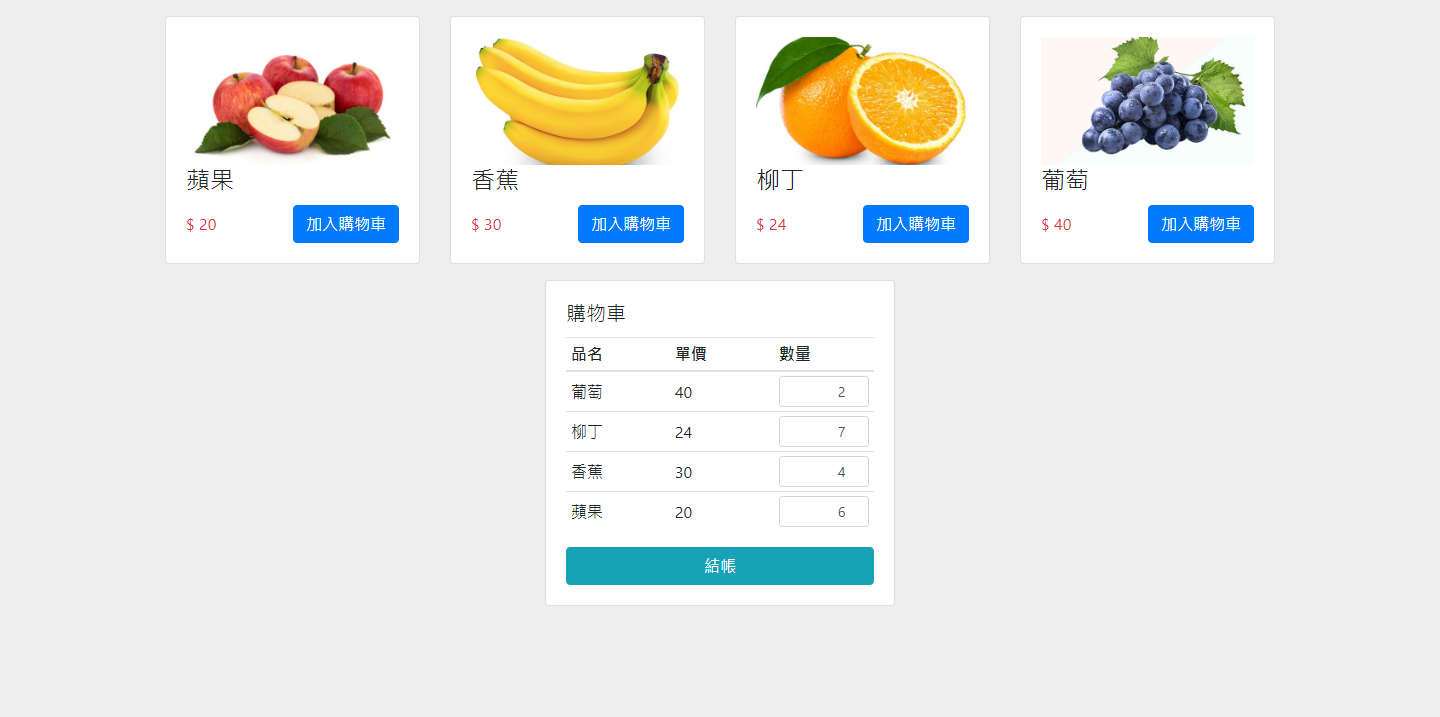 蘋果
$ 20 加入購物車
香蕉
$ 30 加入購物車
柳丁
$ 24 加入購物車
葡萄
$ 40 加入購物車
購物車
品名 單價 數量
葡萄 40 2
柳丁 24 7
香蕉 30 4
蘋果 20 6
結帳